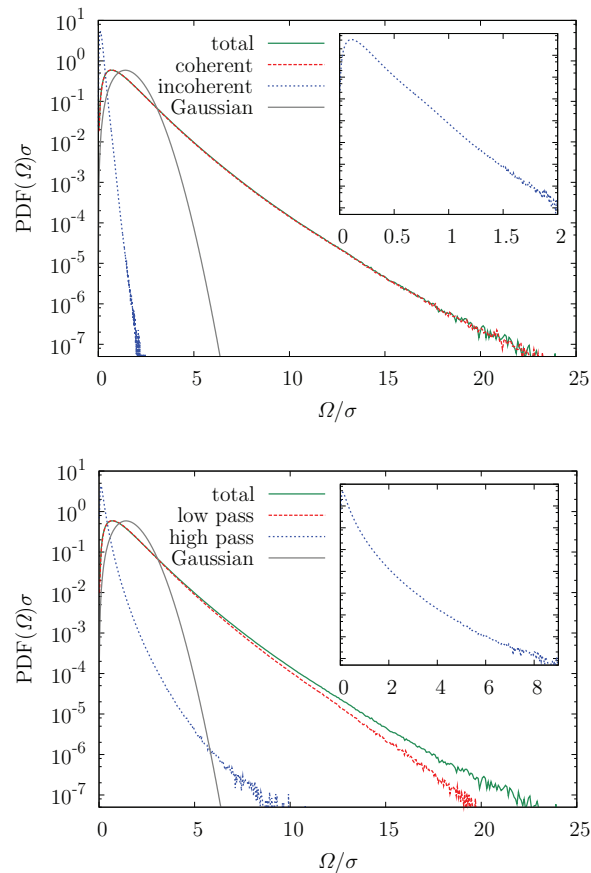 10^1
10^0
10^-1
10^-2
10^-3
10^-4
10^-5
10^-6
10^-7
PDF(Ω)σ
total
coherent
incoherent
Gaussian
0 0.5 1 1.5 2
0 5 10 15 20 25
Ω/σ
10^1
10^0
10^-1
10^-2
10^-3
10^-4
10^-5
10^-6
10^-7
PDF(Ω)σ
total
low pass
high pass
Gaussian
0 2 4 6 8
0 5 10 15 20 25
Ω/σ